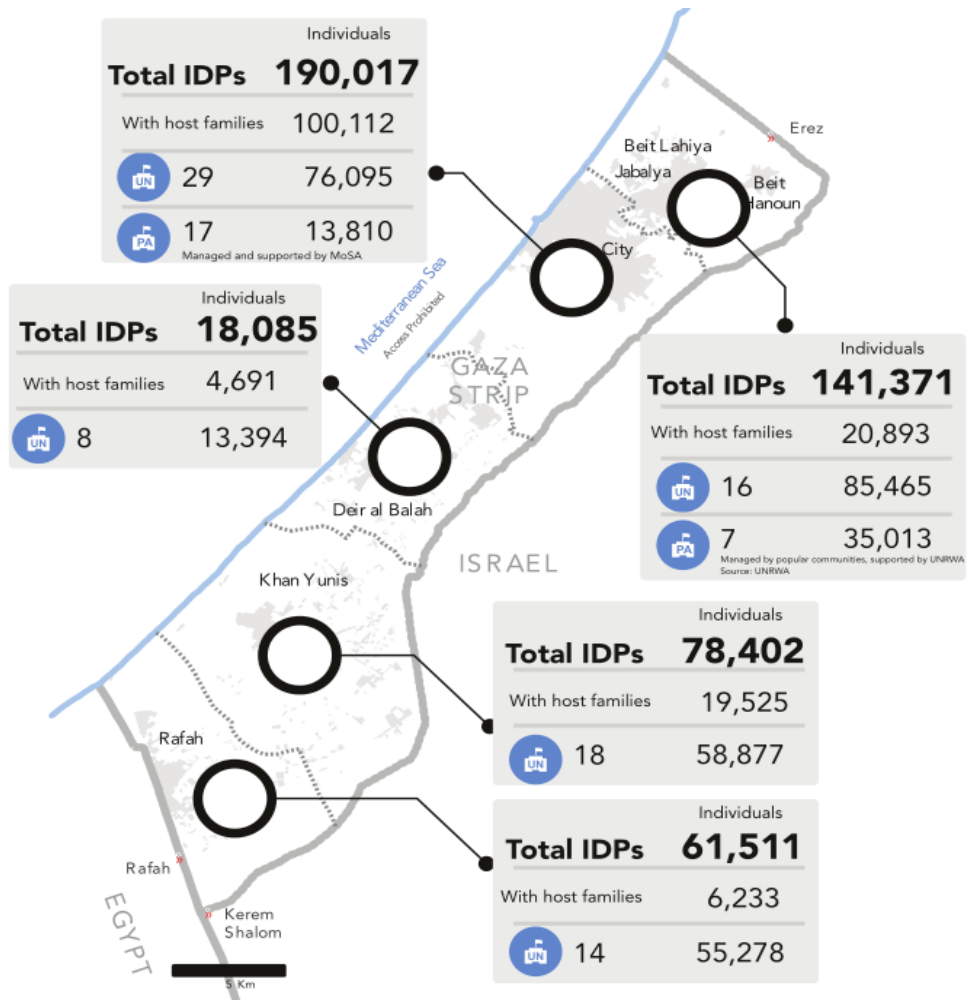 Individuals
Total IDPs 190,017
With host families 100,112
UN 29 76,095
PA 17 13,810
Managed and supported by MoSA
Individuals
Total IDPs 18,085
With host families 4,691
UN 8 13,394
Individuals
Total IDPs 141,371
With host families 20,893
UN 16 85,465
PA 7 35,013
Managed by popular communities, supported by UNRWA
Source: UNRWA
Individuals
Total IDPs 78,402
With host families 19,525
UN 18 58,877
Individuals
Total IDPs 61,511
With host families 6,233
UN 14 55,278
Erez
Beit Lahiya
Jabalya
Beit
Hanoun
City
Mediterranean Sea
Access Prohibited
GAZA
STRIP
Deir al Balah
ISRAEL
Khan Yunis
Rafah
Rafah
EGYPT
Kerem
Shalom
5 Km